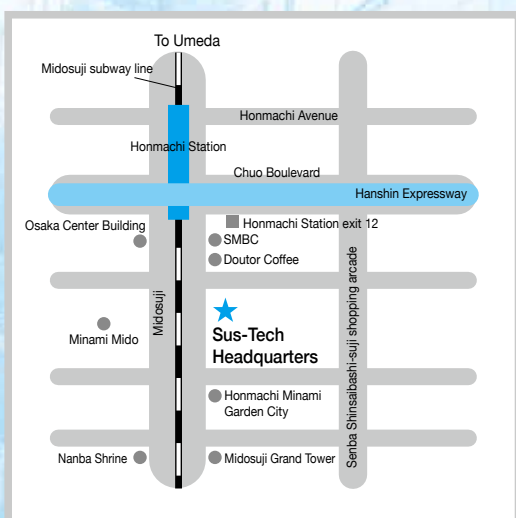 To Umeda
Midosuji subway line
Honmachi Avenue
Honmachi Station
Chuo Boulevard
Hanshin Expressway
Honmachi Station exit 12
Osaka Center Building
SMBC
Doutor Coffee
Midosuji
Senba Shinsaibashi-suji shopping arcade
Minami Mido
Sus-Tech
Headquarters
Honmachi Minami
Garden City
Nanba Shrine
Midosuji Grand Tower